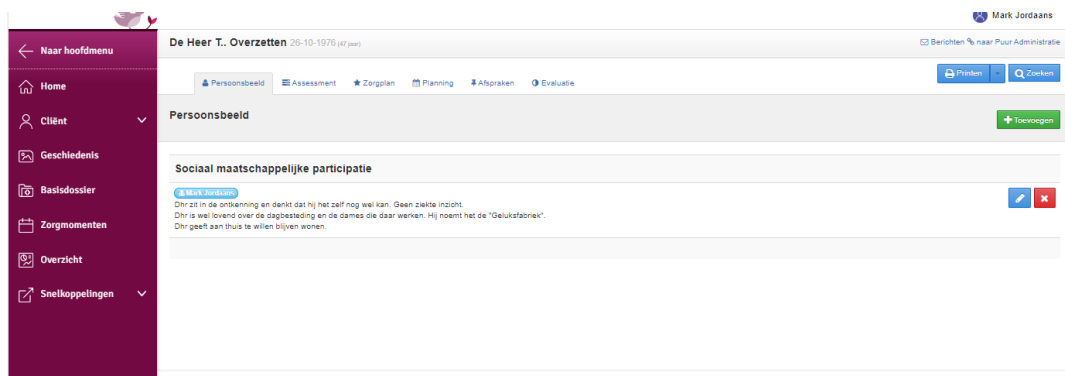 Mark Jordaans
Naar hoofdmenu
De Heer T.. Overzetten 26-10-1976 (47 jaar)
Berichten naar Puur Administratie
Printen
Zoeken
Home
Persoonsbeeld
Assessment
Zorgplan
Planning
Afspraken
Evaluatie
Cliënt
Persoonsbeeld
Toevoegen
Geschiedenis
Sociaal maatschappelijke participatie
Basisdossier
Mark Jordaans
Dhr zit in de ontkenning en denkt dat hij het zelf nog wel kan. Geen ziekte inzicht.
Dhr is wel lovend over de dagbesteding en de dames die daar werken. Hij noemt het de "Geluksfabriek".
Dhr geeft aan thuis te willen blijven wonen.
Zorgmomenten
Overzicht
Snelkoppelingen